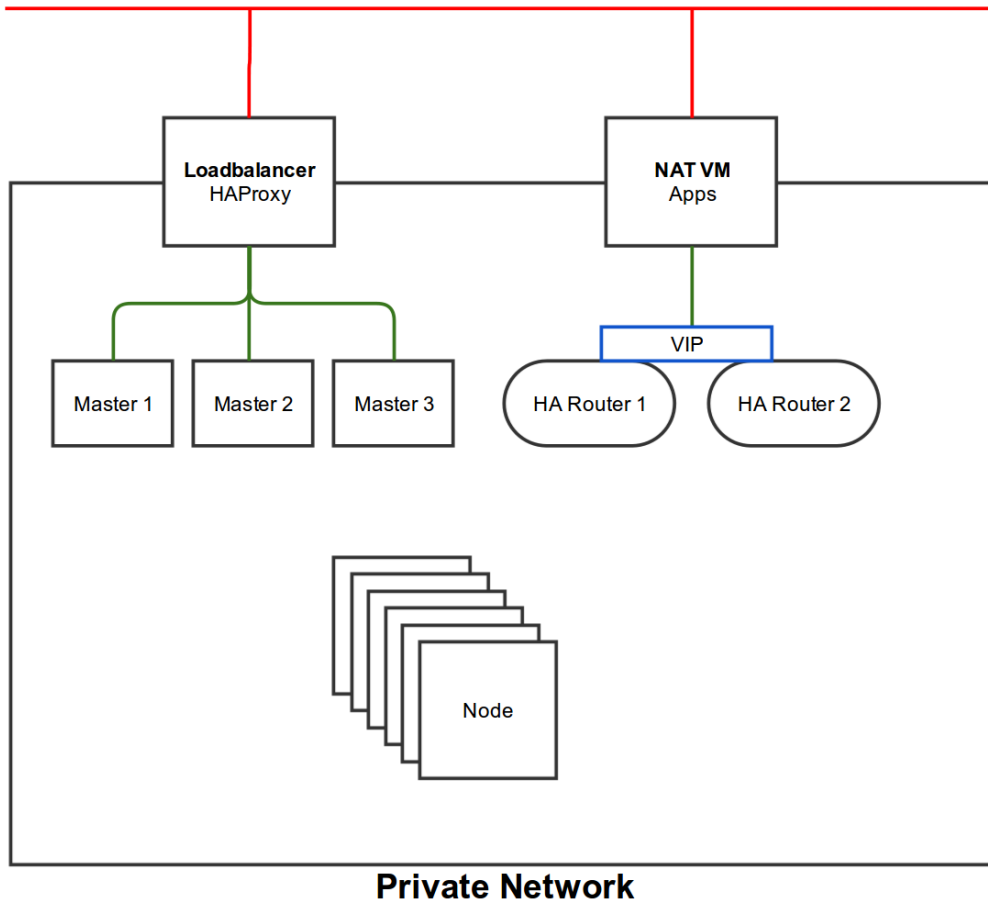 Loadbalancer
HAProxy
NAT VM
Apps
VIP
Master 1
Master 2
Master 3
HA Router 1
HA Router 2
Node
Private Network